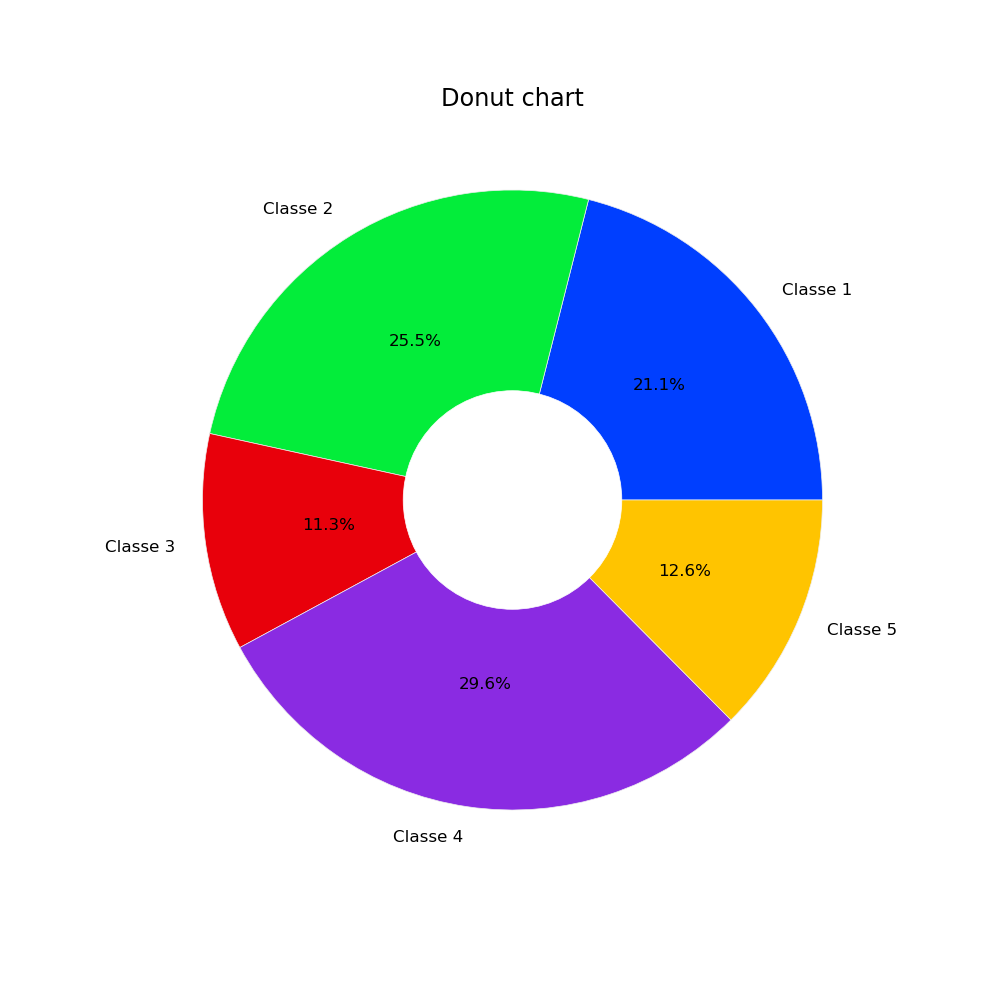 Donut chart
Classe 2
Classe 1
25.5%
21.1%
11.3%
Classe 3
12.6%
Classe 5
29.6%
Classe 4